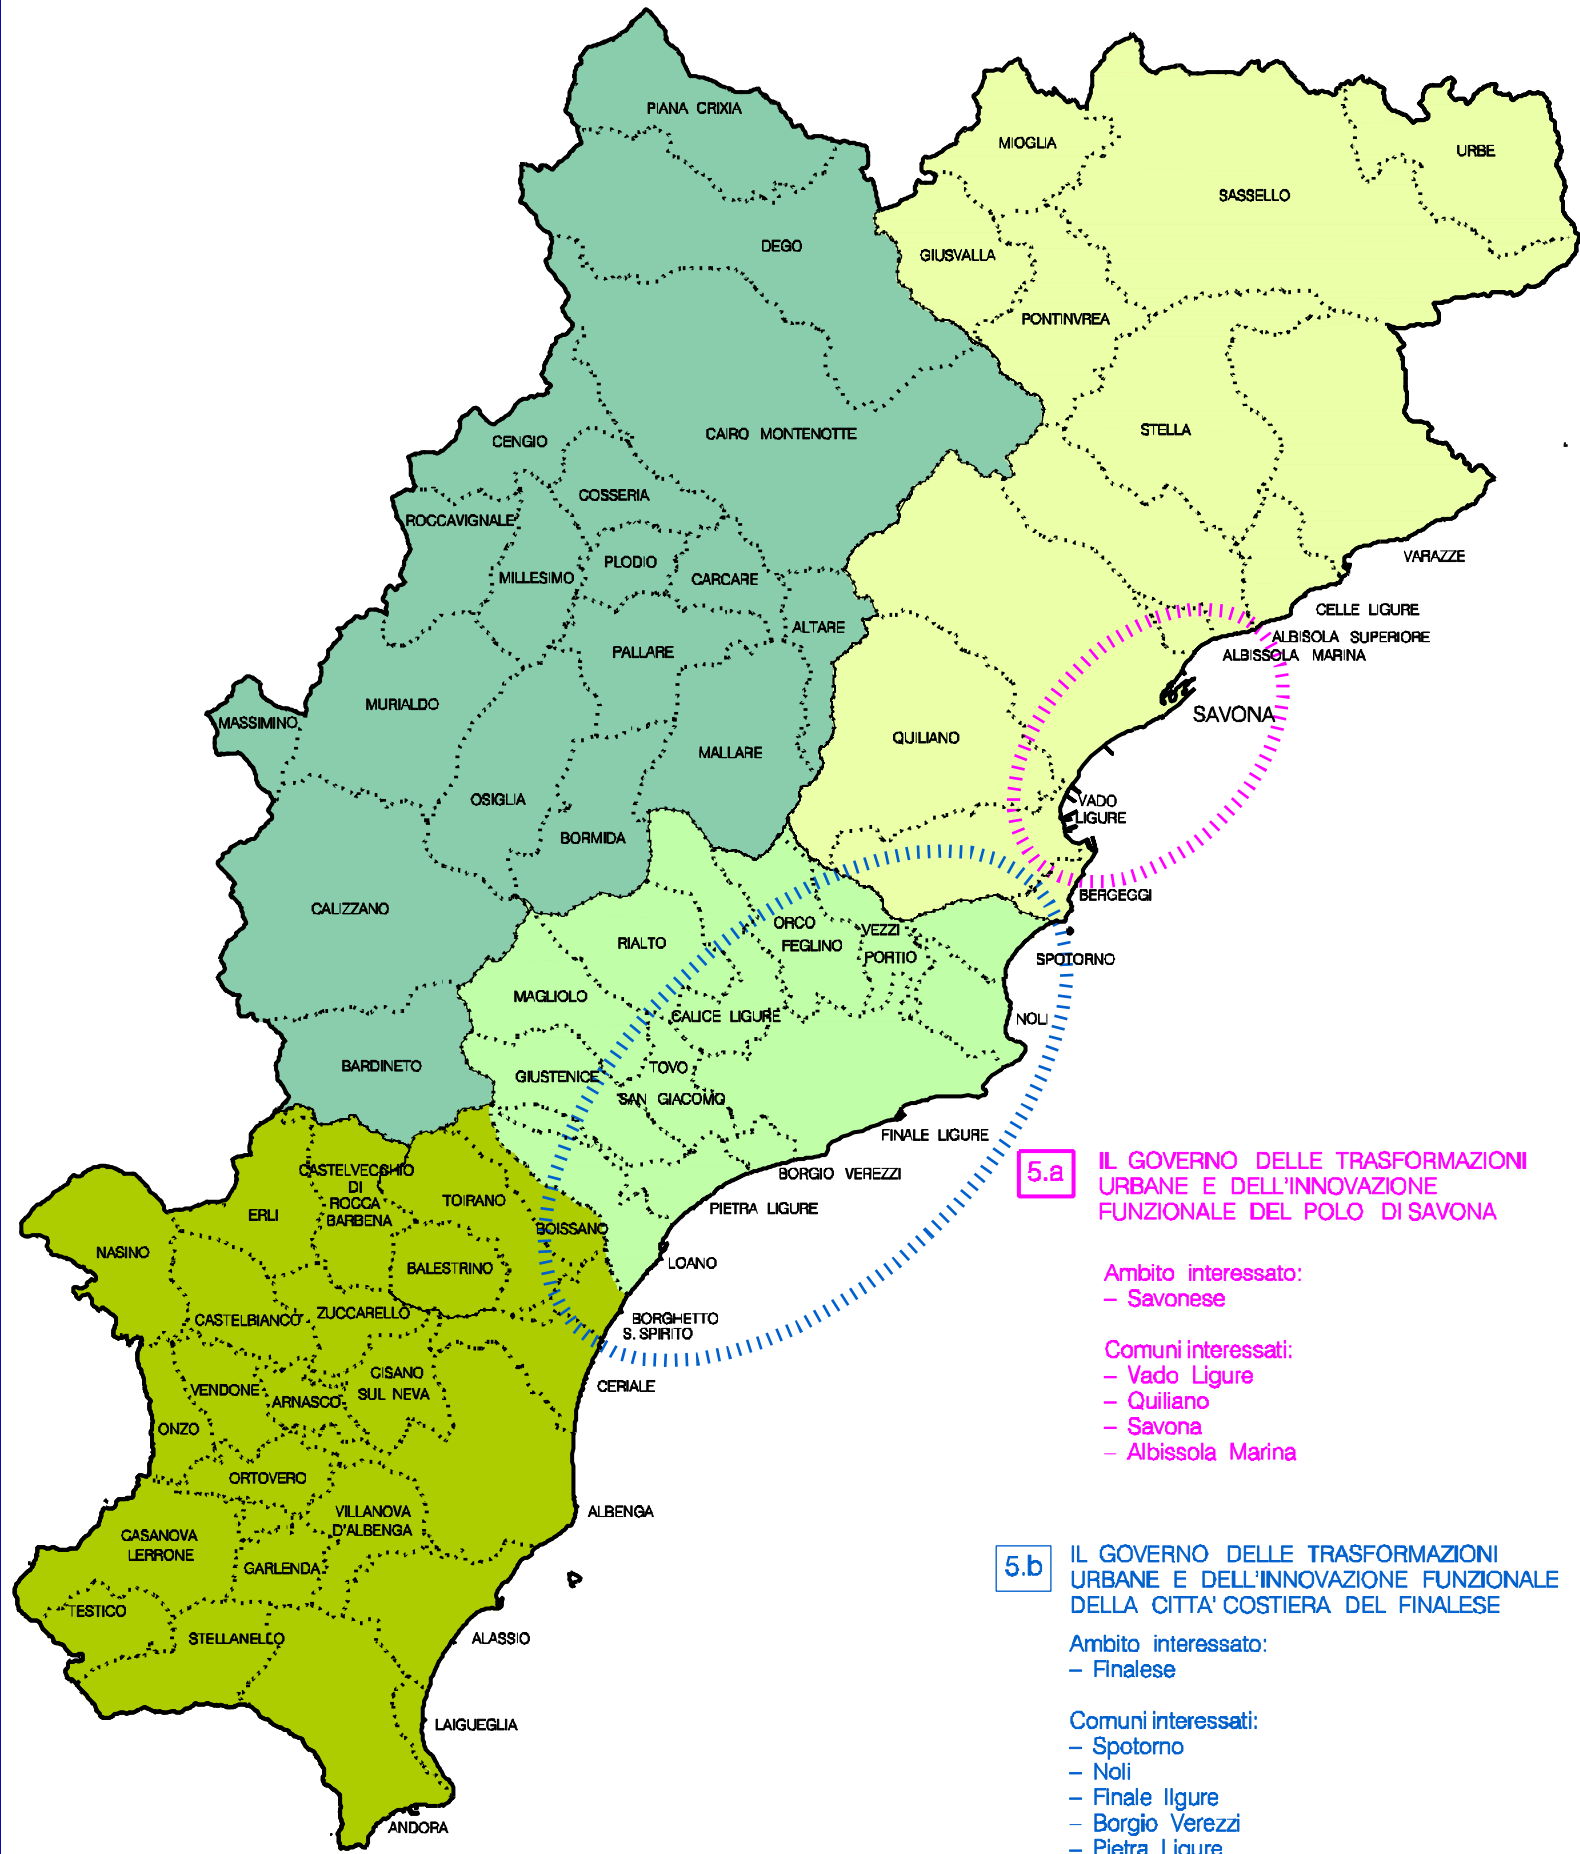 PIANA CRIXIA
MIOGLIA
URBE
SASSELLO
DEGO
GIUSVALLA
PONTINVREA
CAIRO MONTENOTTE
STELLA
CENGIO
COSSERIA
ROCCAVIGNALE
VARAZZE
PLODIO
MILLESIMO
CARCARE
CELLE LIGURE
ALTARE
ALBISOLA SUPERIORE
PALLARE
ALBISSOLA MARINA
MURIALDO
SAVONA
MASSIMINO
QUILIANO
MALLARE
OSIGLIA
VADO
LIGURE
BORMIDA
BERGEGGI
CALIZZANO
ORCO
FEGLINO
VEZZI
PORTIO
RIALTO
SPOTORNO
MAGLIOLO
CALICE LIGURE
NOLI
BARDINETO
GIUSTENICE
TOVO
SAN GIACOMO
FINALE LIGURE
BORGIO VEREZZI
CASTELVECCHIO
DI
ROCCA
BARBENA
TOIRANO
PIETRA LIGURE
ERLI
BOISSANO
NASINO
BALESTRINO
LOANO
CASTELBIANCO
ZUCCARELLO
BORGHETTO
S. SPIRITO
CISANO
SUL NEVA
VENDONE
ARNASCO
CERIALE
ONZO
ORTOVERO
VILLANOVA
D'ALBENGA
ALBENGA
CASANOVA
LERRONE
GARLENDA
TESTICO
STELLANELLO
ALASSIO
LAIGUEGLIA
ANDORA
5.a
IL GOVERNO DELLE TRASFORMAZIONI
URBANE E DELL'INNOVAZIONE
FUNZIONALE DEL POLO DI SAVONA
Ambito interessato:
– Savonese
Comuni interessati:
– Vado Ligure
– Quiliano
– Savona
– Albissola Marina
5.b
IL GOVERNO DELLE TRASFORMAZIONI
URBANE E DELL'INNOVAZIONE FUNZIONALE
DELLA CITTA' COSTIERA DEL FINALESE
Ambito interessato:
– Finalese
Comuni interessati:
– Spotorno
– Noli
– Finale lIgure
– Borgio Verezzi
– Pietra Ligure